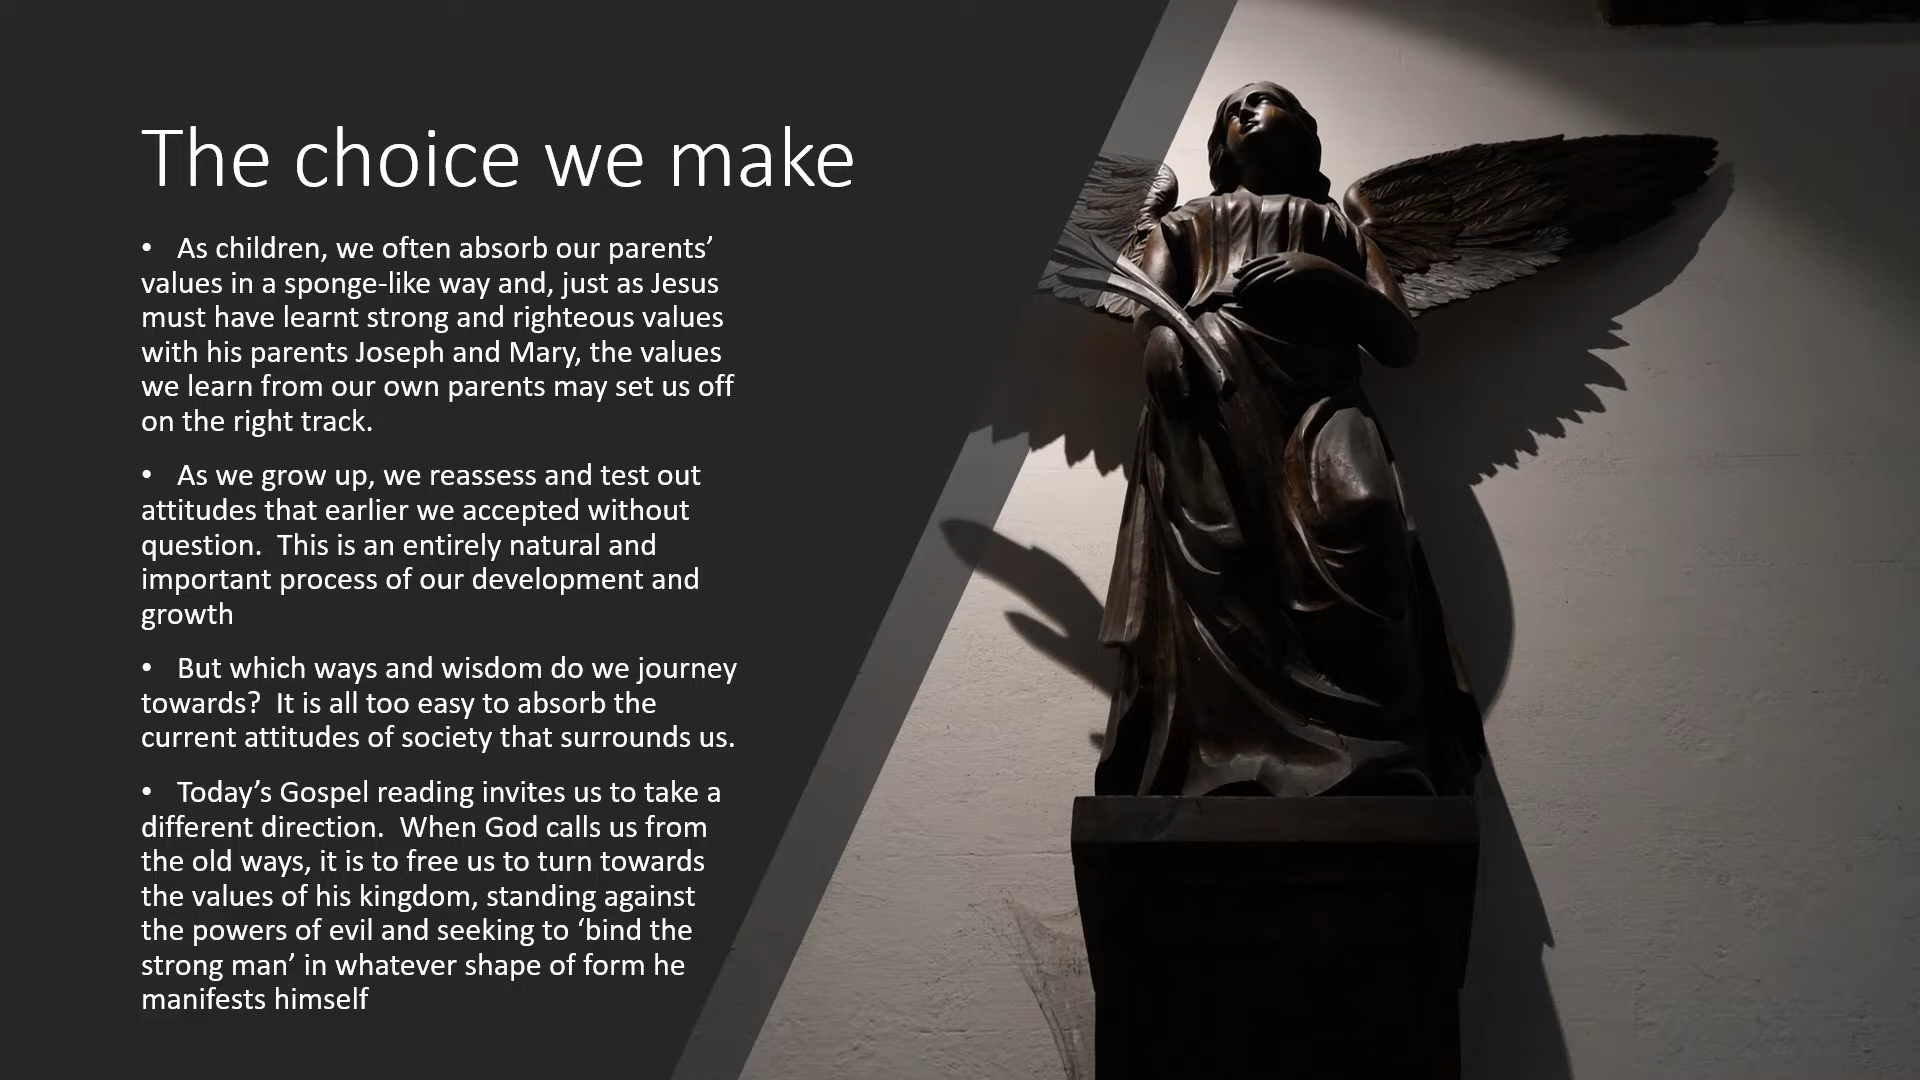 The choice we make
• As children, we often absorb our parents’
values in a sponge-like way and, just as Jesus
must have learnt strong and righteous values
with his parents Joseph and Mary, the values
we learn from our own parents may set us off
on the right track.
• As we grow up, we reassess and test out
attitudes that earlier we accepted without
question.  This is an entirely natural and
important process of our development and
growth
• But which ways and wisdom do we journey
towards?  It is all too easy to absorb the
current attitudes of society that surrounds us.
• Today’s Gospel reading invites us to take a
different direction.  When God calls us from
the old ways, it is to free us to turn towards
the values of his kingdom, standing against
the powers of evil and seeking to ‘bind the
strong man’ in whatever shape of form he
manifests himself